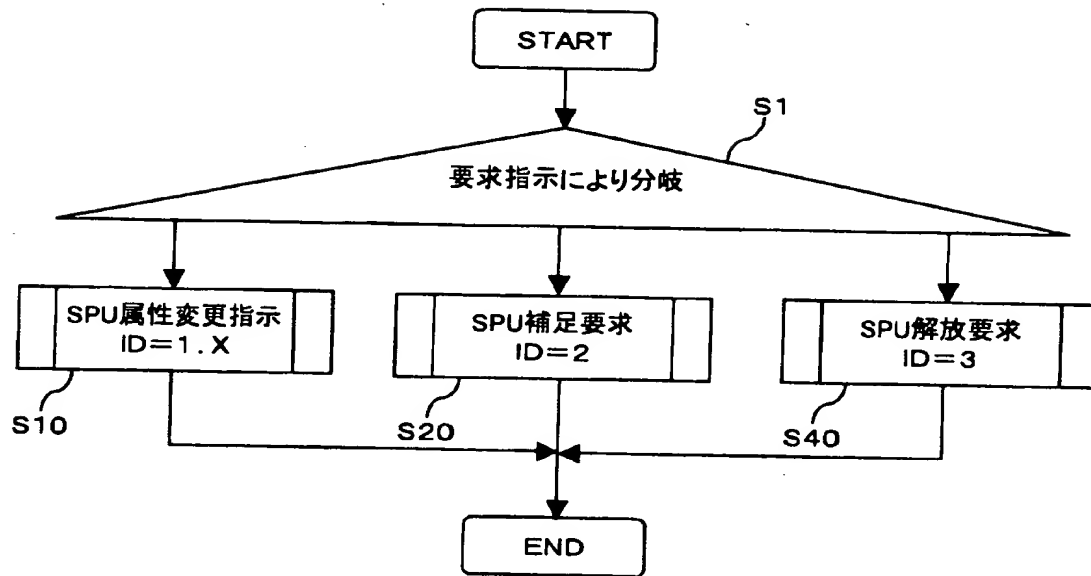 START
S1
要求指示により分岐
SPU属性変更指示
ID=1.X
SPU補足要求
ID=2
SPU解放要求
ID=3
S10
S20
S40
END